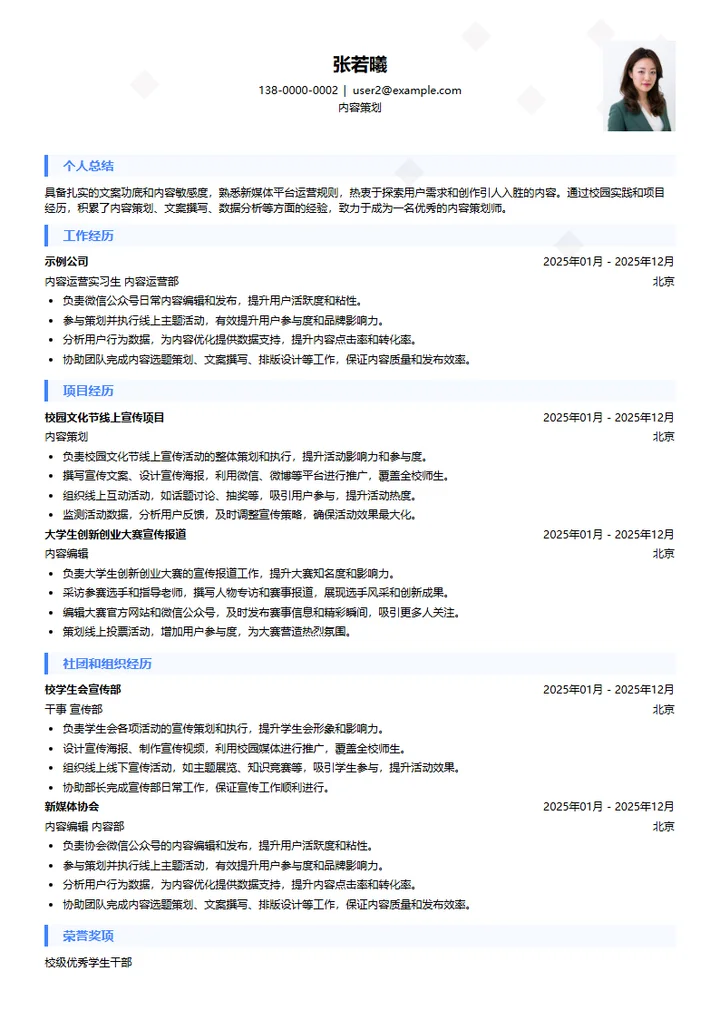 张若曦
138-0000-0002 | user2@example.com
内容策划
个人总结
具备扎实的文案功底和内容敏感度，熟悉新媒体平台运营规则，热衷于探索用户需求和创作引人入胜的内容。通过校园实践和项目
经历，积累了内容策划、文案撰写、数据分析等方面的经验，致力于成为一名优秀的内容策划师。
工作经历
示例公司 2025年01月 - 2025年12月
内容运营实习生 内容运营部 北京
• 负责微信公众号日常内容编辑和发布，提升用户活跃度和粘性。
• 参与策划并执行线上主题活动，有效提升用户参与度和品牌影响力。
• 分析用户行为数据，为内容优化提供数据支持，提升内容点击率和转化率。
• 协助团队完成内容选题策划、文案撰写、排版设计等工作，保证内容质量和发布效率。
项目经历
校园文化节线上宣传项目 2025年01月 - 2025年12月
内容策划 北京
• 负责校园文化节线上宣传活动的整体策划和执行，提升活动影响力和参与度。
• 撰写宣传文案、设计宣传海报，利用微信、微博等平台进行推广，覆盖全校师生。
• 组织线上互动活动，如话题讨论、抽奖等，吸引用户参与，提升活动热度。
• 监测活动数据，分析用户反馈，及时调整宣传策略，确保活动效果最大化。
大学生创新创业大赛宣传报道 2025年01月 - 2025年12月
内容编辑 北京
• 负责大学生创新创业大赛的宣传报道工作，提升大赛知名度和影响力。
• 采访参赛选手和指导老师，撰写人物专访和赛事报道，展现选手风采和创新成果。
• 编辑大赛官方网站和微信公众号，及时发布赛事信息和精彩瞬间，吸引更多人关注。
• 策划线上投票活动，增加用户参与度，为大赛营造热烈氛围。
社团和组织经历
校学生会宣传部 2025年01月 - 2025年12月
干事 宣传部 北京
• 负责学生会各项活动的宣传策划和执行，提升学生会形象和影响力。
• 设计宣传海报、制作宣传视频，利用校园媒体进行推广，覆盖全校师生。
• 组织线上线下宣传活动，如主题展览、知识竞赛等，吸引学生参与，提升活动效果。
• 协助部长完成宣传部日常工作，保证宣传工作顺利进行。
新媒体协会 2025年01月 - 2025年12月
内容编辑 内容部 北京
• 负责协会微信公众号的内容编辑和发布，提升用户活跃度和粘性。
• 参与策划并执行线上主题活动，有效提升用户参与度和品牌影响力。
• 分析用户行为数据，为内容优化提供数据支持，提升内容点击率和转化率。
• 协助团队完成内容选题策划、文案撰写、排版设计等工作，保证内容质量和发布效率。
荣誉奖项
校级优秀学生干部